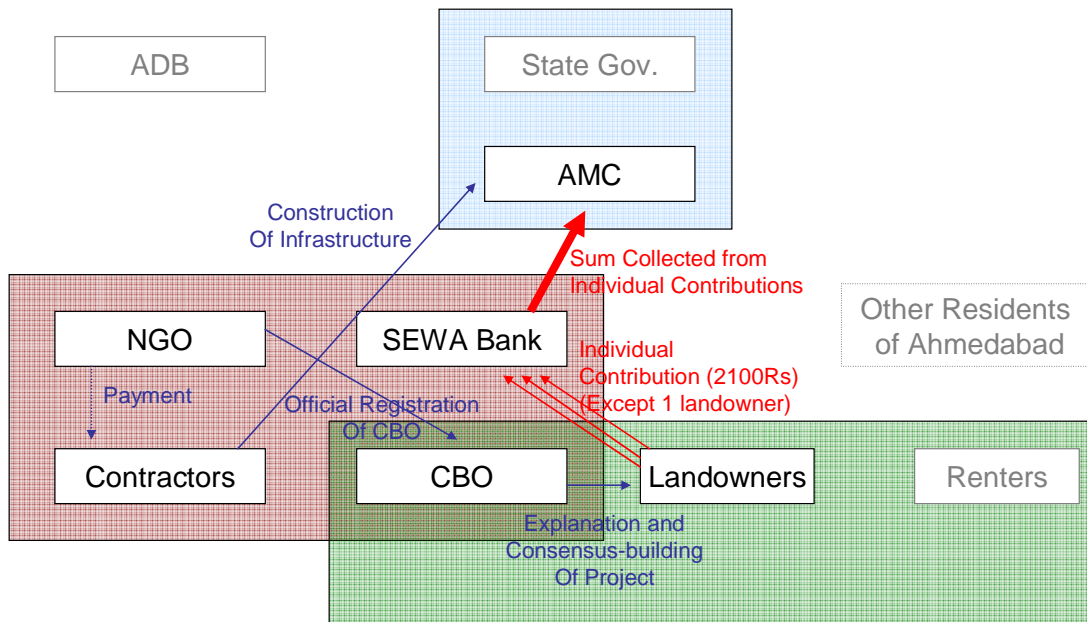 ADB
State Gov.
AMC
Construction
Of Infrastructure
Sum Collected from
Individual Contributions
Other Residents
of Ahmedabad
NGO
SEWA Bank
Individual
Contribution (2100Rs)
(Except 1 landowner)
Payment
Official Registration
Of CBO
Contractors
CBO
Landowners
Renters
Explanation and
Consensus-building
Of Project